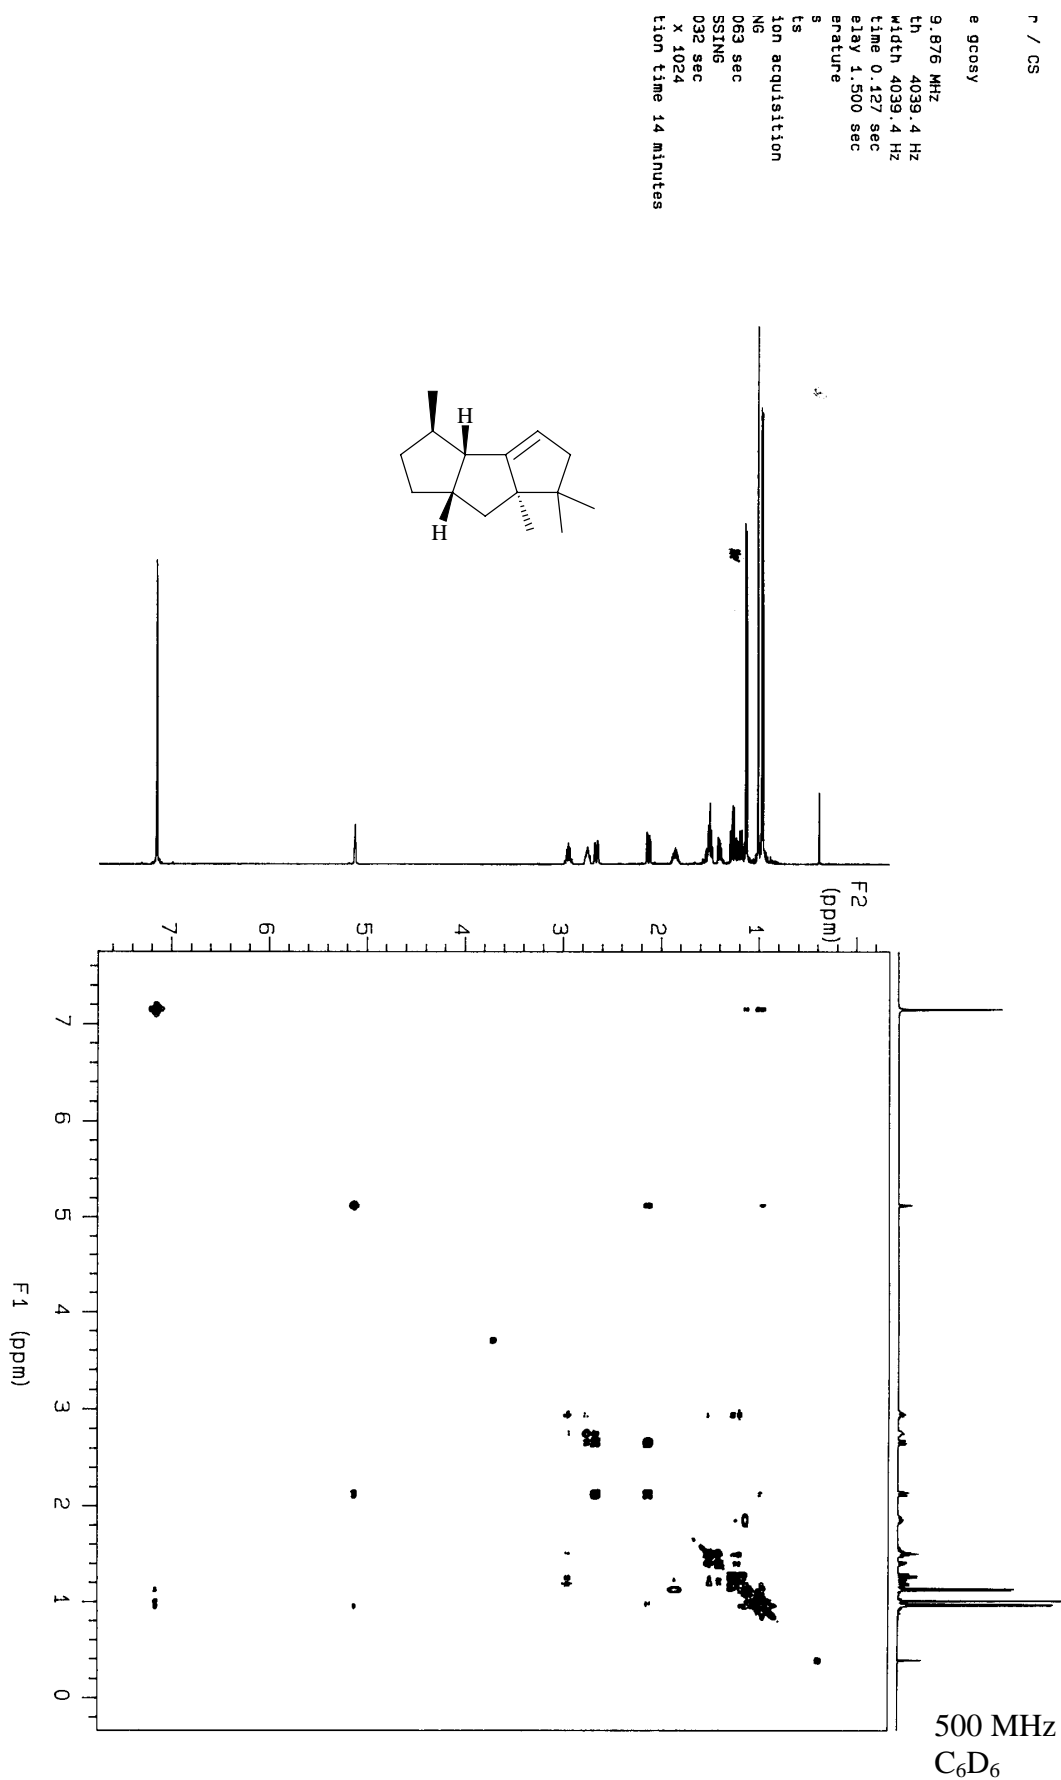 r / CS
e gcosy
9.876 MHz
th 4039.4 Hz
width 4039.4 Hz
time 0.127 sec
elay 1.500 sec
erature
s
ts
ion acquisition
NG
063 sec
SSING
032 sec
x 1024
tion time 14 minutes
H
H
F2
(ppm)
7
6
5
4
3
2
1
7
6
5
4
3
2
1
0
F1 (ppm)
500 MHz
C₆D₆